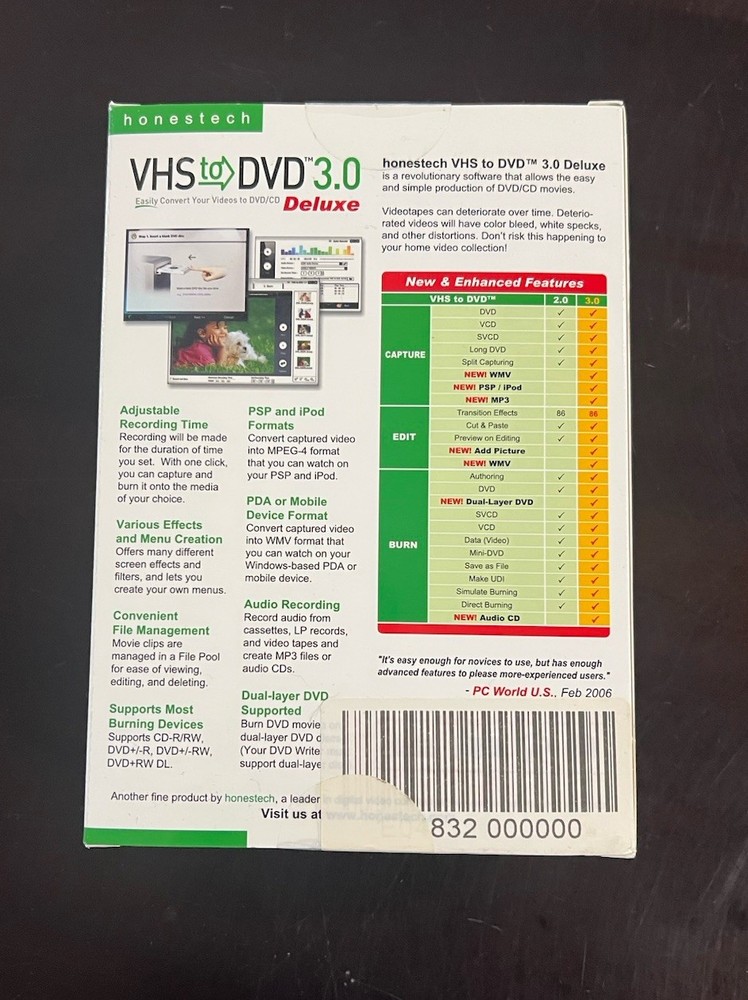 honestech
VHS to DVD™ 3.0
Easily Convert Your Videos to DVD/CD Deluxe
honestech VHS to DVD™ 3.0 Deluxe
is a revolutionary software that allows the easy
and simple production of DVD/CD movies.
Videotapes can deteriorate over time. Deterio-
rated videos will have color bleed, white specks,
and other distortions. Don't risk this happening to
your home video collection!
Adjustable
Recording Time
Recording will be made
for the duration of time
you set. With one click,
you can capture and
burn it onto the media
of your choice.
Various Effects
and Menu Creation
Offers many different
screen effects and
filters, and lets you
create your own menus.
Convenient
File Management
Movie clips are
managed in a File Pool
for ease of viewing,
editing, and deleting.
Supports Most
Burning Devices
Supports CD-R/RW,
DVD+/-R, DVD+/-RW,
DVD+RW DL.
PSP and iPod
Formats
Convert captured video
into MPEG-4 format
that you can watch on
your PSP and iPod.
PDA or Mobile
Device Format
Convert captured video
into WMV format that
you can watch on your
Windows-based PDA or
mobile device.
Audio Recording
Record audio from
cassettes, LP records,
and video tapes and
create MP3 files or
audio CDs.
Dual-layer DVD
Supported
Burn DVD movie
dual-layer DVD
(Your DVD Write
support dual-laye
New & Enhanced Features
VHS to DVD™ 2.0 3.0
CAPTURE
DVD ✓ ✓
VCD ✓ ✓
SVCD ✓ ✓
Long DVD ✓ ✓
Split Capturing ✓ ✓
NEW! WMV ✓
NEW! PSP / iPod ✓
NEW! MP3 ✓
EDIT
Transition Effects 86 86
Cut & Paste ✓ ✓
Preview on Editing ✓ ✓
NEW! Add Picture ✓
NEW! WMV ✓
BURN
Authoring ✓ ✓
DVD ✓ ✓
NEW! Dual-Layer DVD ✓
SVCD ✓ ✓
VCD ✓ ✓
Data (Video) ✓ ✓
Mini-DVD ✓ ✓
Save as File ✓ ✓
Make UDI ✓ ✓
Simulate Burning ✓ ✓
Direct Burning ✓ ✓
NEW! Audio CD ✓
"It's easy enough for novices to use, but has enough
advanced features to please more-experienced users."
- PC World U.S., Feb 2006
Another fine product by honestech, a leader
Visit us at
832 000000